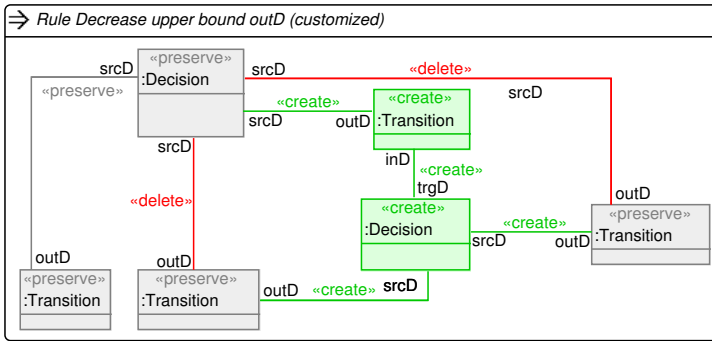 Rule Decrease upper bound outD (customized)
«preserve»
:Decision
srcD
srcD
«delete»
srcD
«preserve»
«create»
srcD
outD
«create»
:Transition
srcD
inD
«create»
trgD
«delete»
«create»
:Decision
srcD
«create»
outD
outD
«preserve»
:Transition
outD
«preserve»
:Transition
outD
«preserve»
:Transition
outD
«create»
srcD